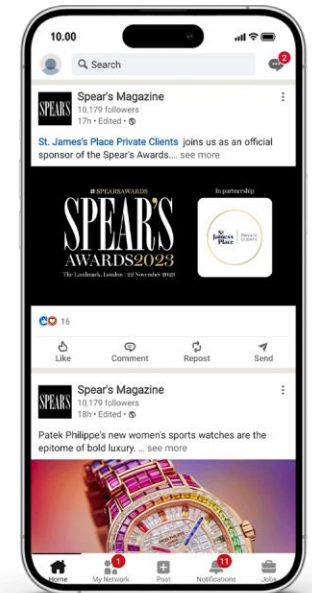 10.00
Search
2
SPEAR'S
Spear's Magazine
10,179 followers
17h • Edited •
St. James's Place Private Clients joins us as an official
sponsor of the Spear's Awards.... see more
#SPEARSAWARDS
SPEAR'S
AWARDS2023
The Landmark, London | 22 November 2023
In partnership
St James's Place
PRIVATE CLIENTS
16
Like
Comment
Repost
Send
SPEAR'S
Spear's Magazine
10,179 followers
18h • Edited •
Patek Philippe's new women's sports watches are the
epitome of bold luxury. ... see more
Home
1
My Network
Post
11
Notifications
Jobs